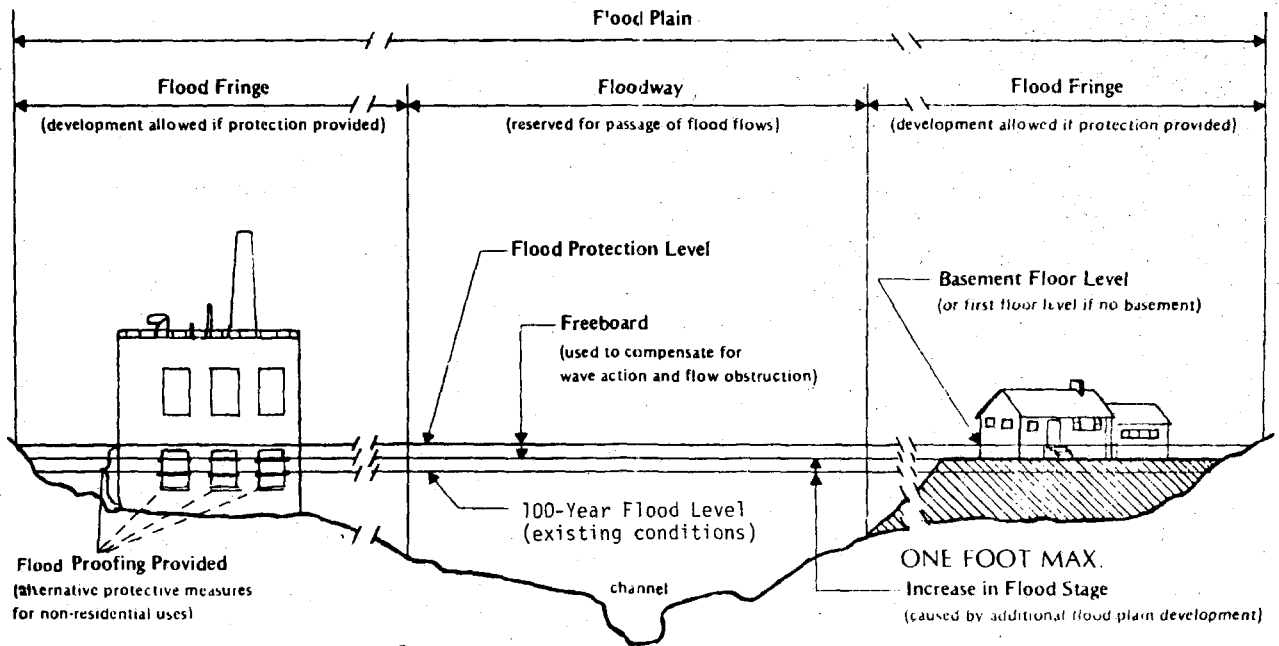 Flood Plain
Flood Fringe
(development allowed if protection provided)
Floodway
(reserved for passage of flood flows)
Flood Fringe
(development allowed if protection provided)
Flood Protection Level
Freeboard
(used to compensate for
wave action and flow obstruction)
Basement Floor Level
(or first floor level if no basement)
100-Year Flood Level
(existing conditions)
Flood Proofing Provided
(alternative protective measures
for non-residential uses)
channel
ONE FOOT MAX.
Increase in Flood Stage
(caused by additional flood plain development)